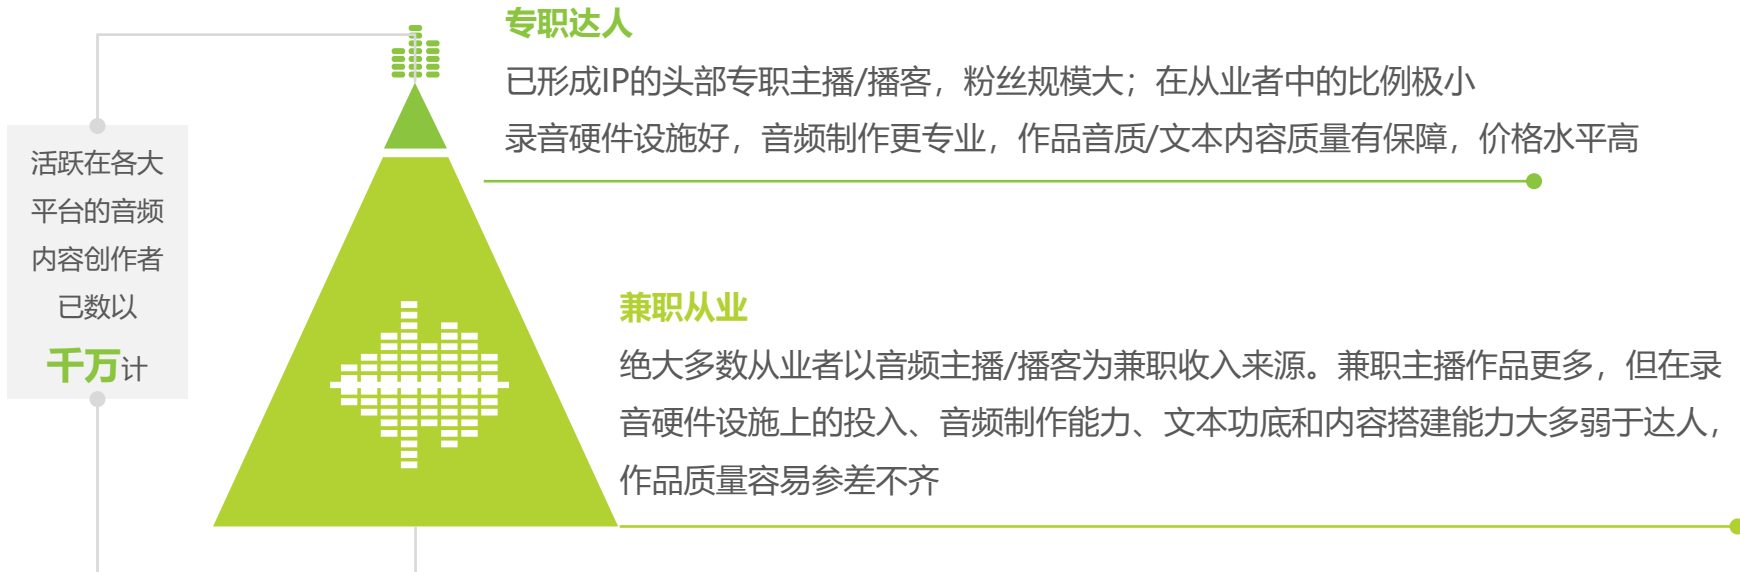 专职达人
已形成IP的头部专职主播/播客，粉丝规模大；在从业者中的比例极小
录音硬件设施好，音频制作更专业，作品音质/文本内容质量有保障，价格水平高
活跃在各大
平台的音频
内容创作者
已数以
千万计
兼职从业
绝大多数从业者以音频主播/播客为兼职收入来源。兼职主播作品更多，但在录
音硬件设施上的投入、音频制作能力、文本功底和内容搭建能力大多弱于达人，
作品质量容易参差不齐